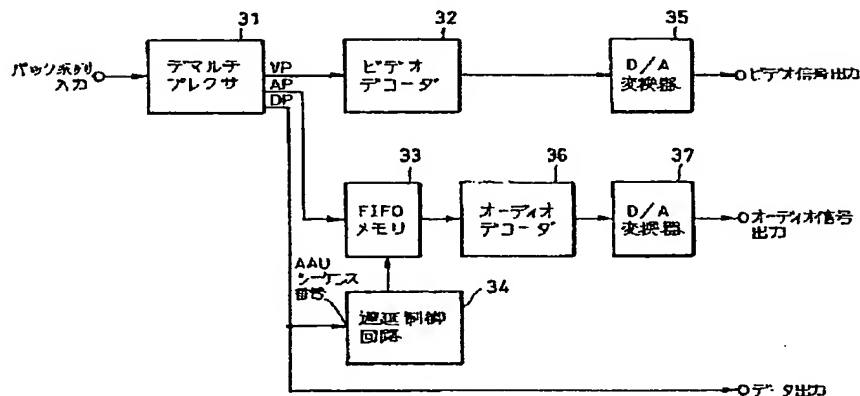 31
32
35
パック系列
入力
デマルチ
プレクサ
VP
AP
DP
ビデオ
デコーダ
D/A
変換器
ビデオ信号出力
33
36
37
FIFO
メモリ
オーディオ
デコーダ
D/A
変換器
オーディオ信号
出力
AAU
シーケンス
番号
34
遅延制御
回路
データ出力